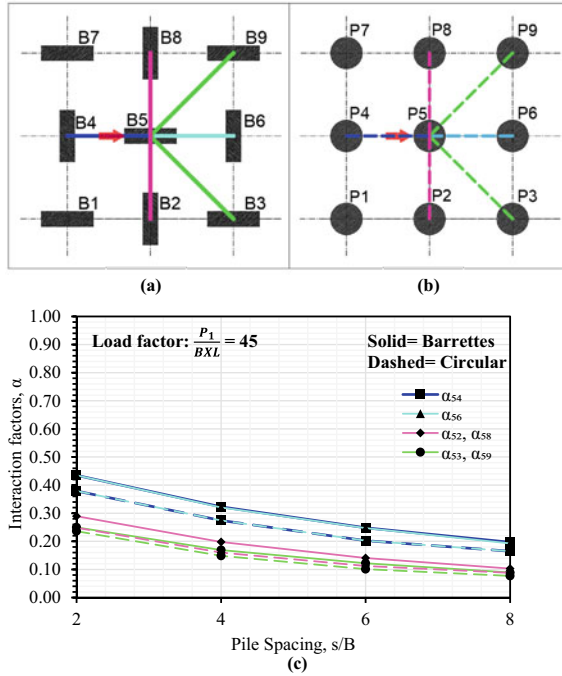 B7 B8 B9
B4 B5 B6
B1 B2 B3
(a)
P7 P8 P9
P4 P5 P6
P1 P2 P3
(b)
Load factor: P₁/BXL = 45
Solid= Barrettes
Dashed= Circular
α₅₄
α₅₆
α₅₂, α₅₈
α₅₃, α₅₉
Interaction factors, α
1.00
0.90
0.80
0.70
0.60
0.50
0.40
0.30
0.20
0.10
0.00
2 4 6 8
Pile Spacing, s/B
(c)